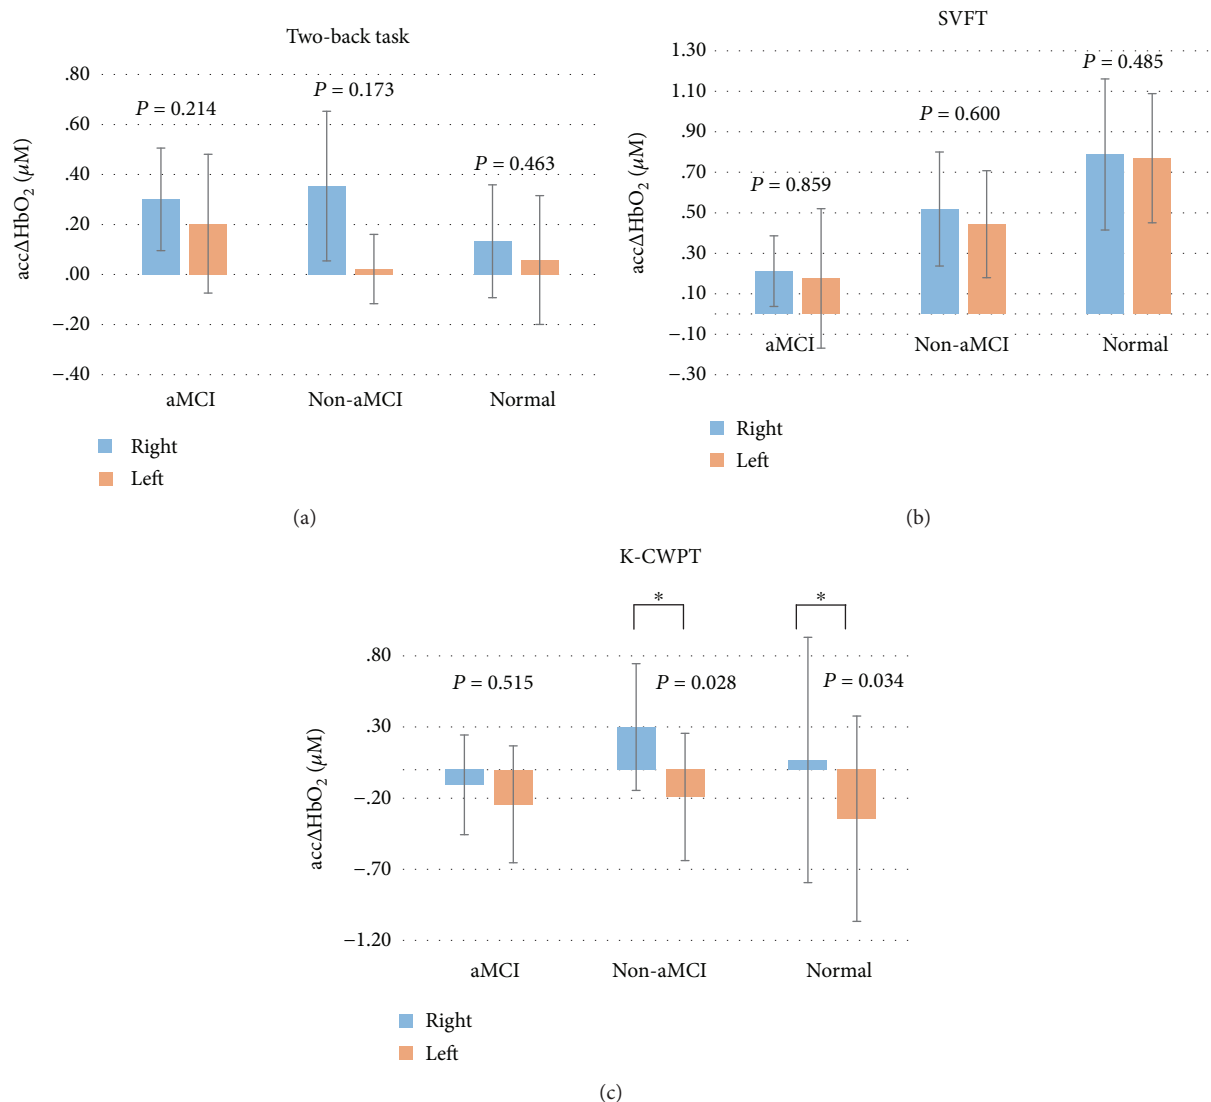 Two-back task
accΔHbO₂ (μM)
.80
.60
.40
.20
.00
−.20
−.40
P = 0.214
P = 0.173
P = 0.463
aMCI
Non-aMCI
Normal
Right
Left
(a)
SVFT
accΔHbO₂ (μM)
1.30
1.10
.90
.70
.50
.30
.10
−.10
−.30
P = 0.859
P = 0.600
P = 0.485
aMCI
Non-aMCI
Normal
Right
Left
(b)
K-CWPT
accΔHbO₂ (μM)
.80
.30
−.20
−.70
−1.20
*
*
P = 0.515
P = 0.028
P = 0.034
aMCI
Non-aMCI
Normal
Right
Left
(c)